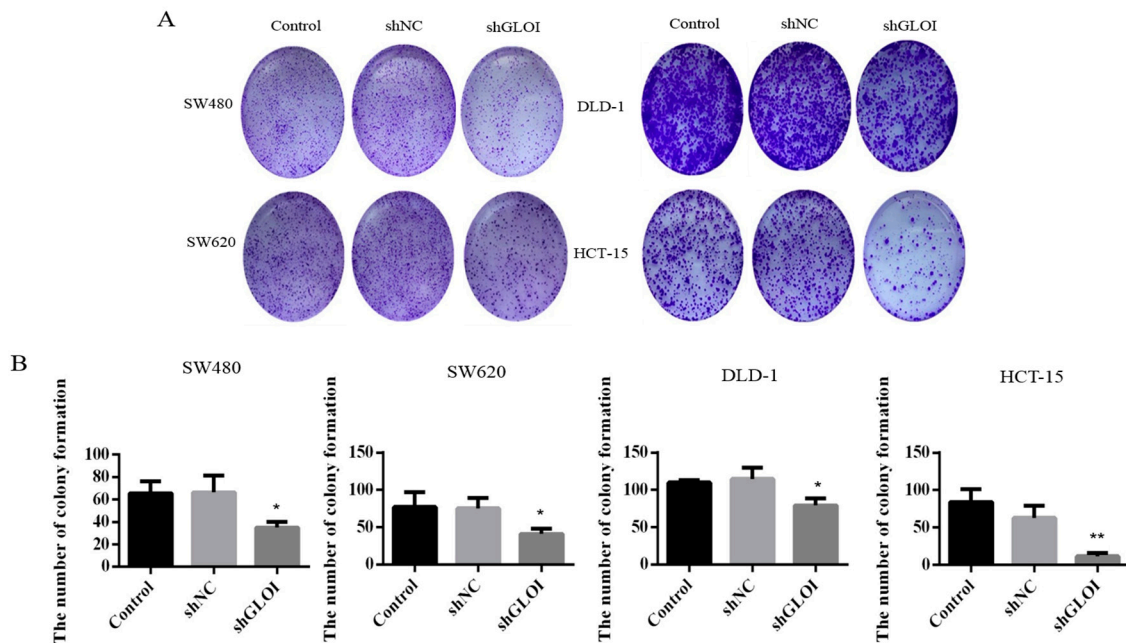 A
Control shNC shGLOI Control shNC shGLOI
SW480 DLD-1
SW620 HCT-15
B
SW480 SW620 DLD-1 HCT-15
The number of colony formation
100
80
60
40
20
0
*
Control shNC shGLOI
The number of colony formation
150
100
50
0
*
Control shNC shGLOI
The number of colony formation
150
100
50
0
*
Control shNC shGLOI
The number of colony formation
150
100
50
0
**
Control shNC shGLOI